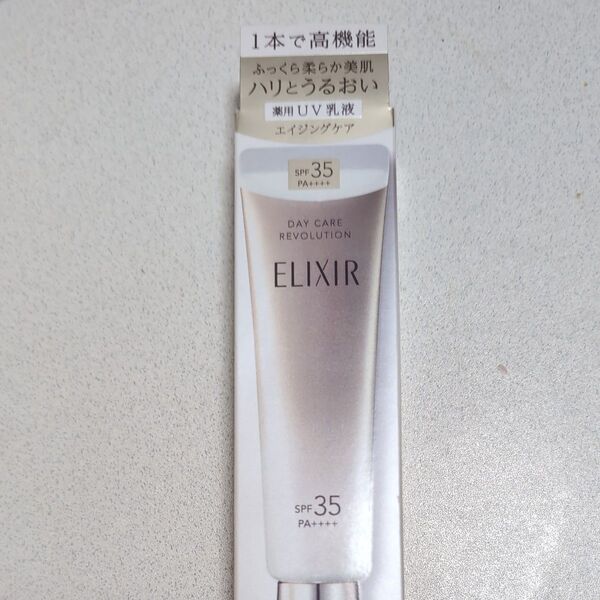 1本で高機能
ふっくら柔らか美肌
ハリとうるおい
薬用UV乳液
エイジングケア
SPF35
PA++++
DAY CARE
REVOLUTION
ELIXIR
SPF35
PA++++